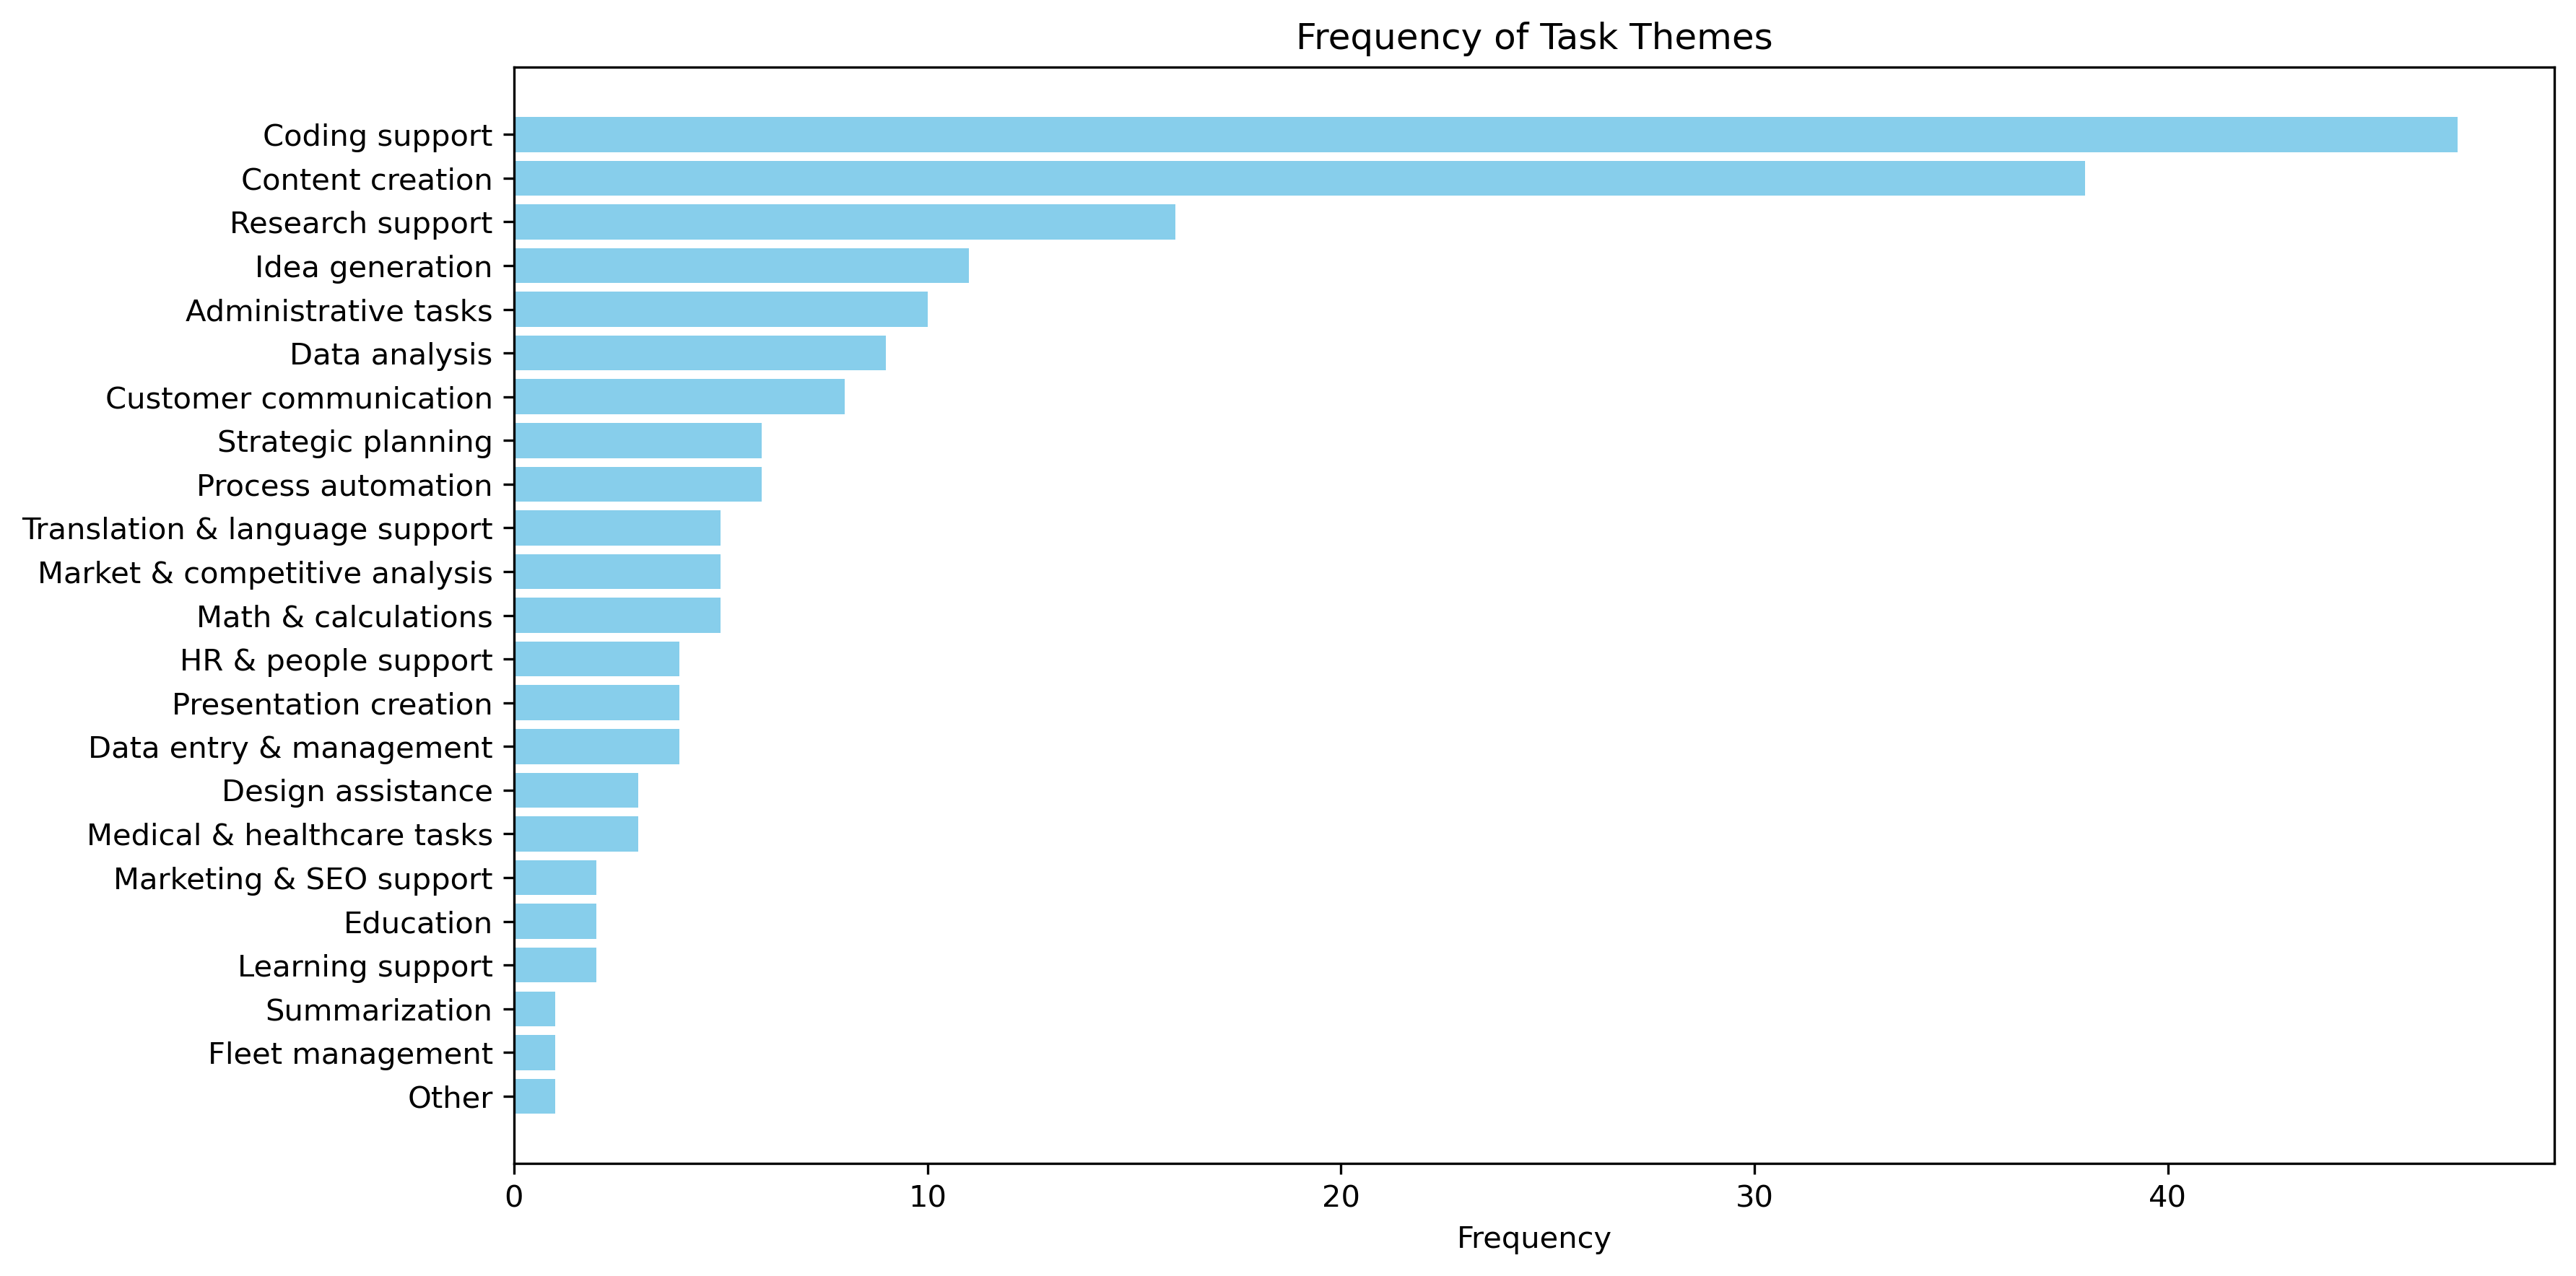 Frequency of Task Themes
Coding support
Content creation
Research support
Idea generation
Administrative tasks
Data analysis
Customer communication
Strategic planning
Process automation
Translation & language support
Market & competitive analysis
Math & calculations
HR & people support
Presentation creation
Data entry & management
Design assistance
Medical & healthcare tasks
Marketing & SEO support
Education
Learning support
Summarization
Fleet management
Other
0 10 20 30 40
Frequency